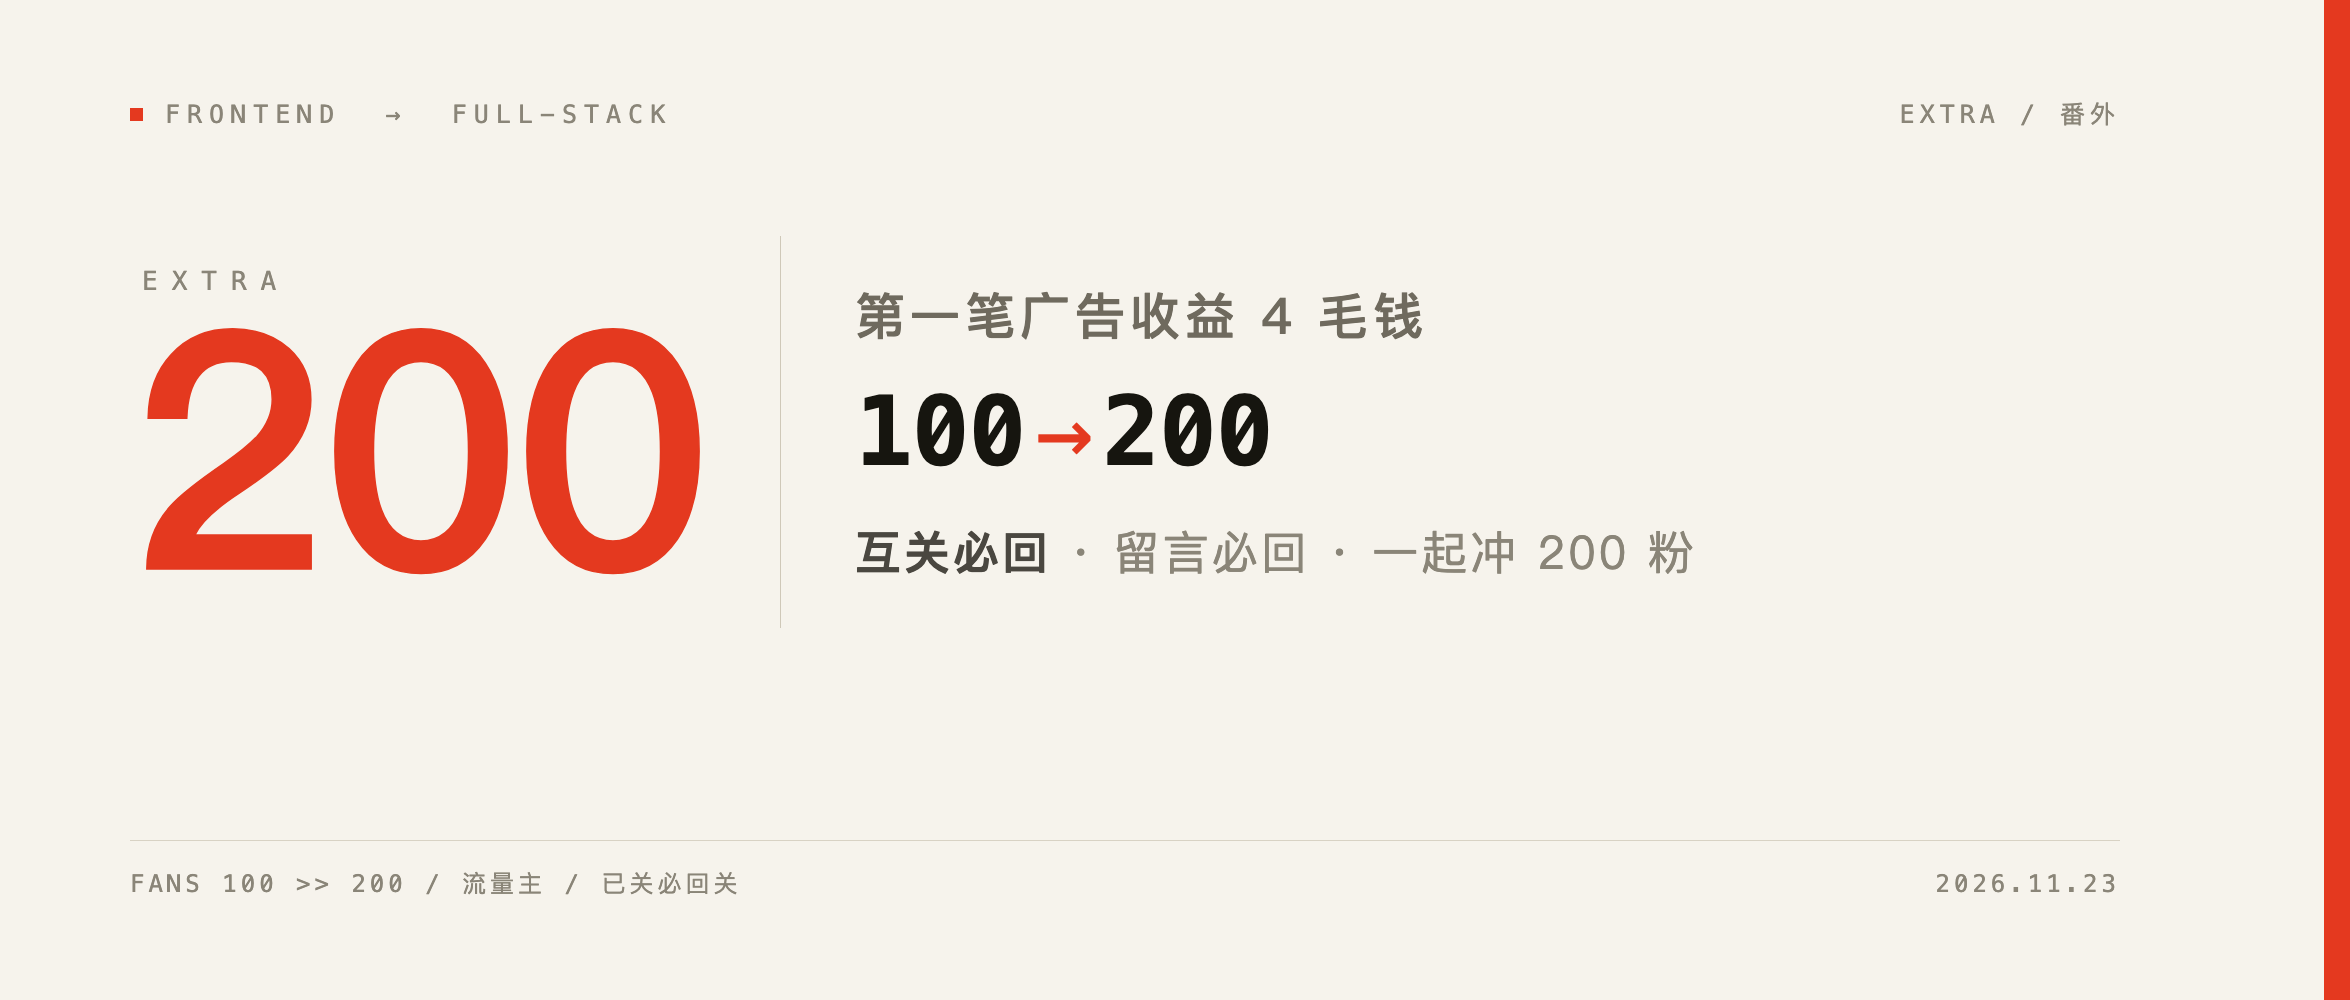 FRONTEND → FULL-STACK
EXTRA / 番外
EXTRA
200
第一笔广告收益 4 毛钱
100→200
互关必回 · 留言必回 · 一起冲 200 粉
FANS 100 >> 200 / 流量主 / 已关必回关
2026.11.23